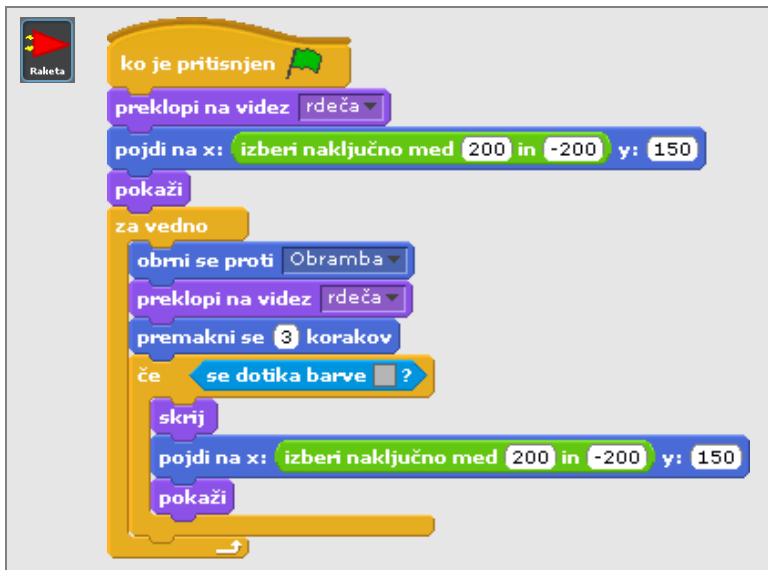 Raketa
ko je pritisnjen
preklopi na videz rdeča
pojdi na x: izberi naključno med 200 in -200 y: 150
pokaži
za vedno
obrni se proti Obramba
preklopi na videz rdeča
premakni se 3 korakov
če se dotika barve ?
skrij
pojdi na x: izberi naključno med 200 in -200 y: 150
pokaži